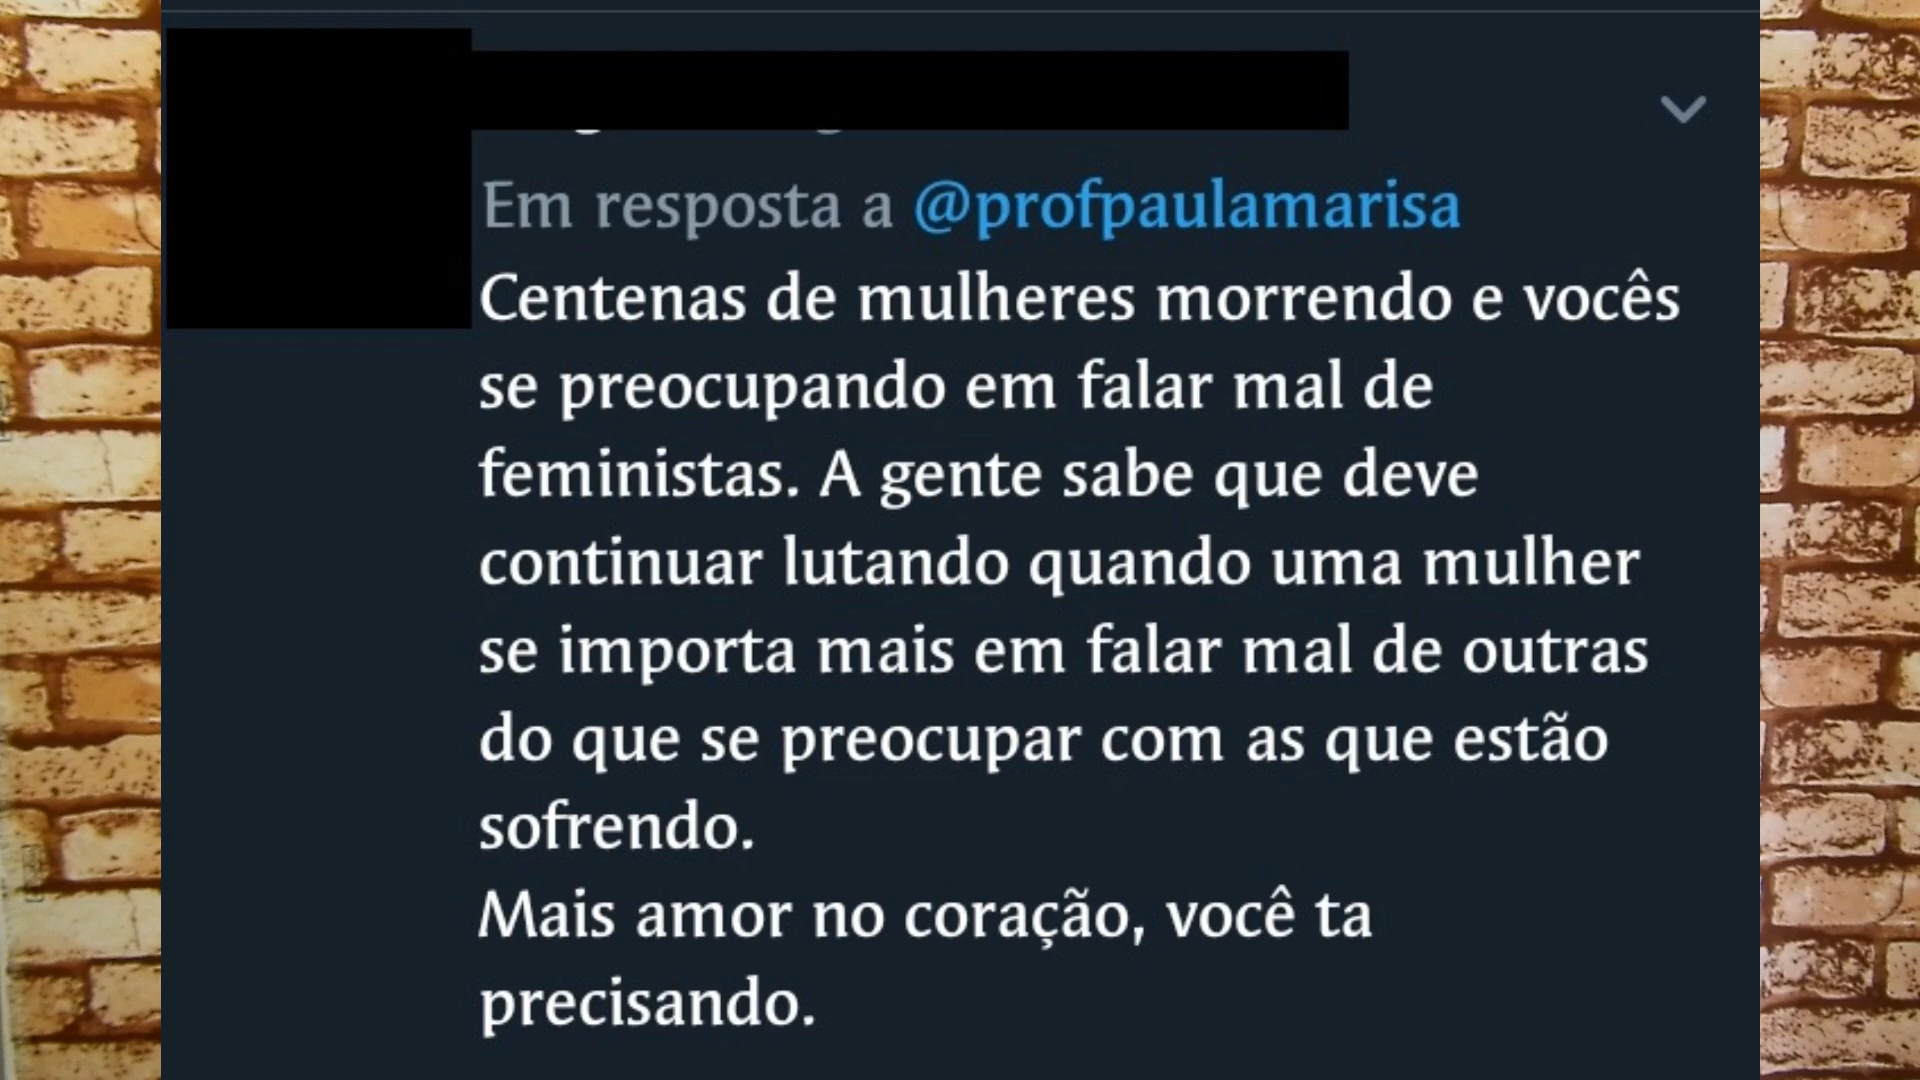 Em resposta a @profpaulamarisa
Centenas de mulheres morrendo e vocês
se preocupando em falar mal de
feministas. A gente sabe que deve
continuar lutando quando uma mulher
se importa mais em falar mal de outras
do que se preocupar com as que estão
sofrendo.
Mais amor no coração, você ta
precisando.